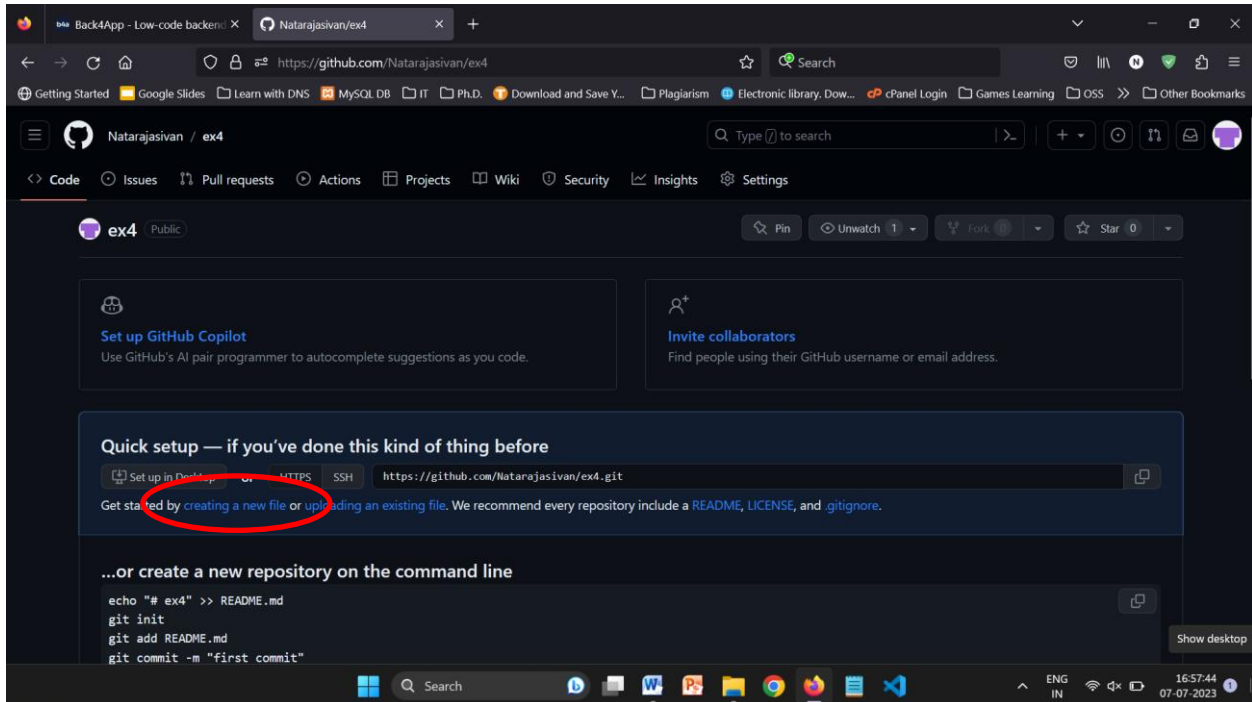 Back4App - Low-code backend
Natarajasivan/ex4
https://github.com/Natarajasivan/ex4
Search
Getting Started
Google Slides
Learn with DNS
MySQL DB
IT
Ph.D.
Download and Save Y...
Plagiarism
Electronic library. Dow...
cPanel Login
Games Learning
OSS
Other Bookmarks
Natarajasivan / ex4
Type / to search
Code
Issues
Pull requests
Actions
Projects
Wiki
Security
Insights
Settings
ex4 Public
Pin
Unwatch 1
Fork 0
Star 0
Set up GitHub Copilot
Use GitHub's AI pair programmer to autocomplete suggestions as you code.
Invite collaborators
Find people using their GitHub username or email address.
Quick setup — if you've done this kind of thing before
Set up in Desktop or HTTPS SSH https://github.com/Natarajasivan/ex4.git
Get started by creating a new file or uploading an existing file. We recommend every repository include a README, LICENSE, and .gitignore.
...or create a new repository on the command line
echo "# ex4" >> README.md
git init
git add README.md
git commit -m "first commit"
Show desktop
Search
ENG
IN
16:57:44
07-07-2023
1